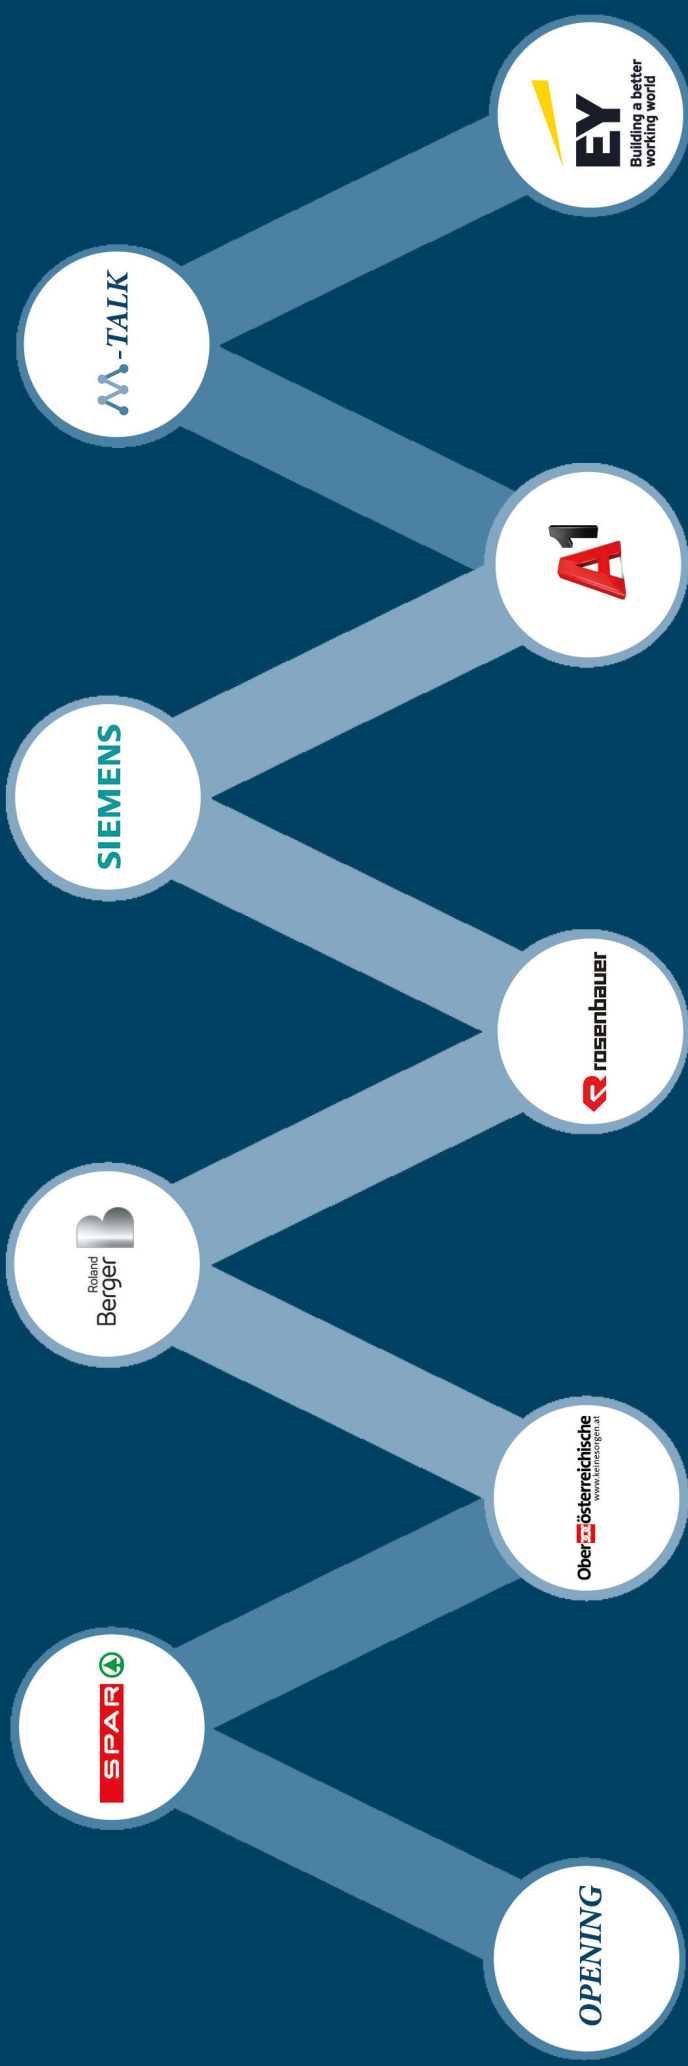 OPENING
SPAR
Oberösterreichische
www.keinesorgen.at
Roland
Berger
rosenbauer
SIEMENS
A1
-TALK
EY
Building a better
working world